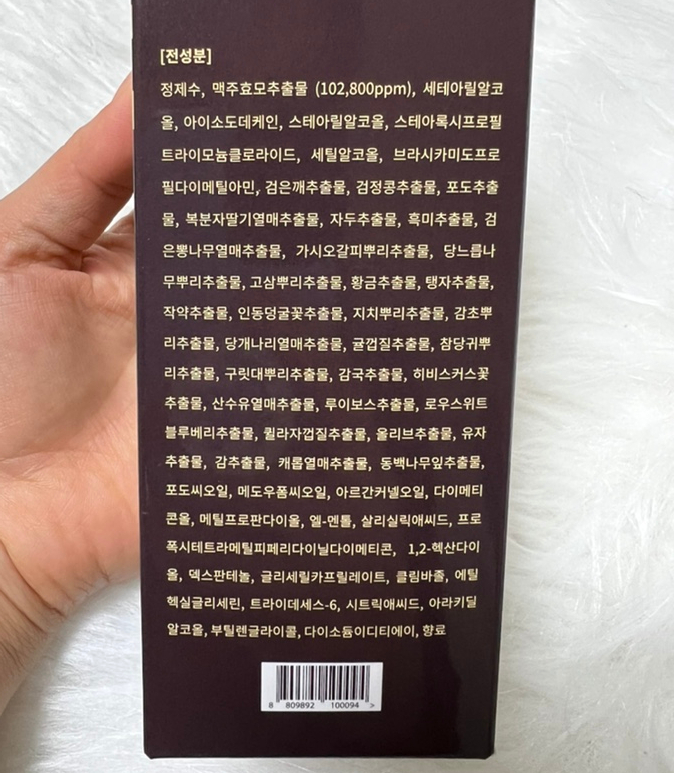 [전성분]
정제수, 맥주효모추출물 (102,800ppm), 세테아릴알코
올, 아이소도데케인, 스테아릴알코올, 스테아록시프로필
트라이모늄클로라이드, 세틸알코올, 브라시카미도프로
필다이메틸아민, 검은깨추출물, 검정콩추출물, 포도추출
물, 복분자딸기열매추출물, 자두추출물, 흑미추출물, 검
은뽕나무열매추출물, 가시오갈피뿌리추출물, 당느릅나
무뿌리추출물, 고삼뿌리추출물, 황금추출물, 탱자추출물,
작약추출물, 인동덩굴꽃추출물, 지치뿌리추출물, 감초뿌
리추출물, 당개나리열매추출물, 귤껍질추출물, 참당귀뿌
리추출물, 구릿대뿌리추출물, 감국추출물, 히비스커스꽃
추출물, 산수유열매추출물, 루이보스추출물, 로우스위트
블루베리추출물, 퀼라자껍질추출물, 올리브추출물, 유자
추출물, 감추출물, 캐롭열매추출물, 동백나무잎추출물,
포도씨오일, 메도우폼씨오일, 아르간커넬오일, 다이메티
콘올, 메틸프로판다이올, 엘-멘톨, 살리실릭애씨드, 프로
폭시테트라메틸피페리다이닐다이메티콘, 1,2-헥산다이
올, 덱스판테놀, 글리세릴카프릴레이트, 클림바졸, 에틸
헥실글리세린, 트라이데세스-6, 시트릭애씨드, 아라키딜
알코올, 부틸렌글라이콜, 다이소듐이디티에이, 향료
8 809892 100094 >